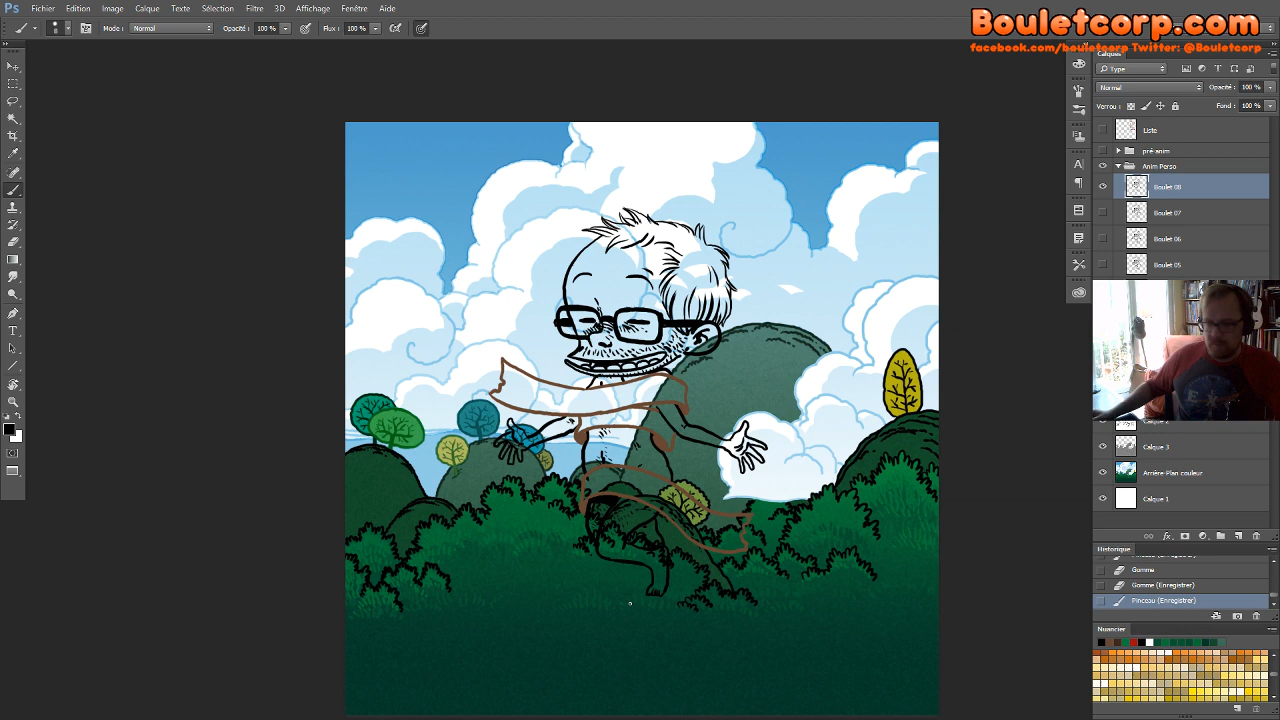 Ps Fichier Edition Image Calque Texte Sélection Filtre 3D Affichage Fenêtre Aide
Mode : Normal Opacité : 100 % Flux : 100 %
Bouletcorp.com
facebook.com/bouletcorp Twitter: @Bouletcorp
Calques
Type
Normal Opacité : 100 %
Verrou : Fond : 100 %
Liste
pré-anim
Anim Perso
Boulet 08
Boulet 07
Boulet 06
Boulet 05
Calque 3
Arrière Plan couleur
Calque 1
fx
Historique
Gomme
Gomme (Enregistrer)
Pinceau (Enregistrer)
Nuancier